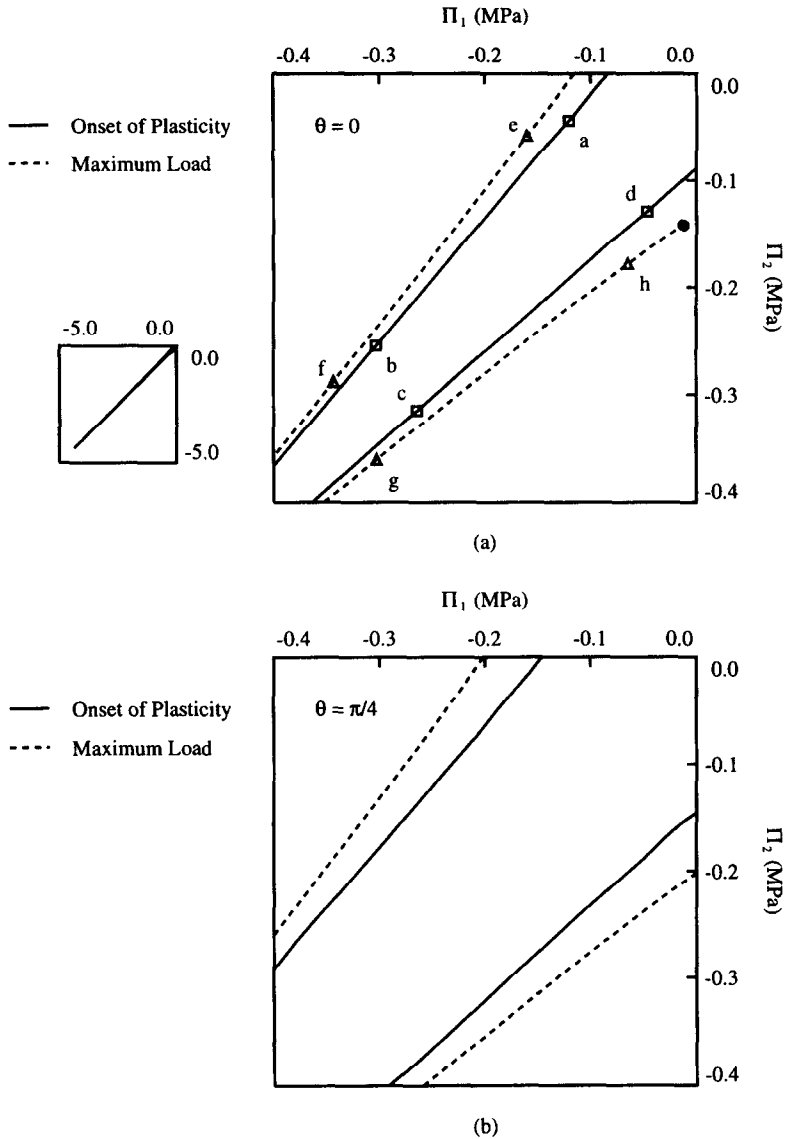 Π₁ (MPa)
-0.4 -0.3 -0.2 -0.1 0.0
Onset of Plasticity
Maximum Load
θ = 0
e
a
d
h
f
b
c
g
0.0
-0.1
-0.2
-0.3
-0.4
Π₂ (MPa)
-5.0 0.0
0.0
-5.0
(a)
Π₁ (MPa)
-0.4 -0.3 -0.2 -0.1 0.0
Onset of Plasticity
Maximum Load
θ = π/4
0.0
-0.1
-0.2
-0.3
-0.4
Π₂ (MPa)
(b)